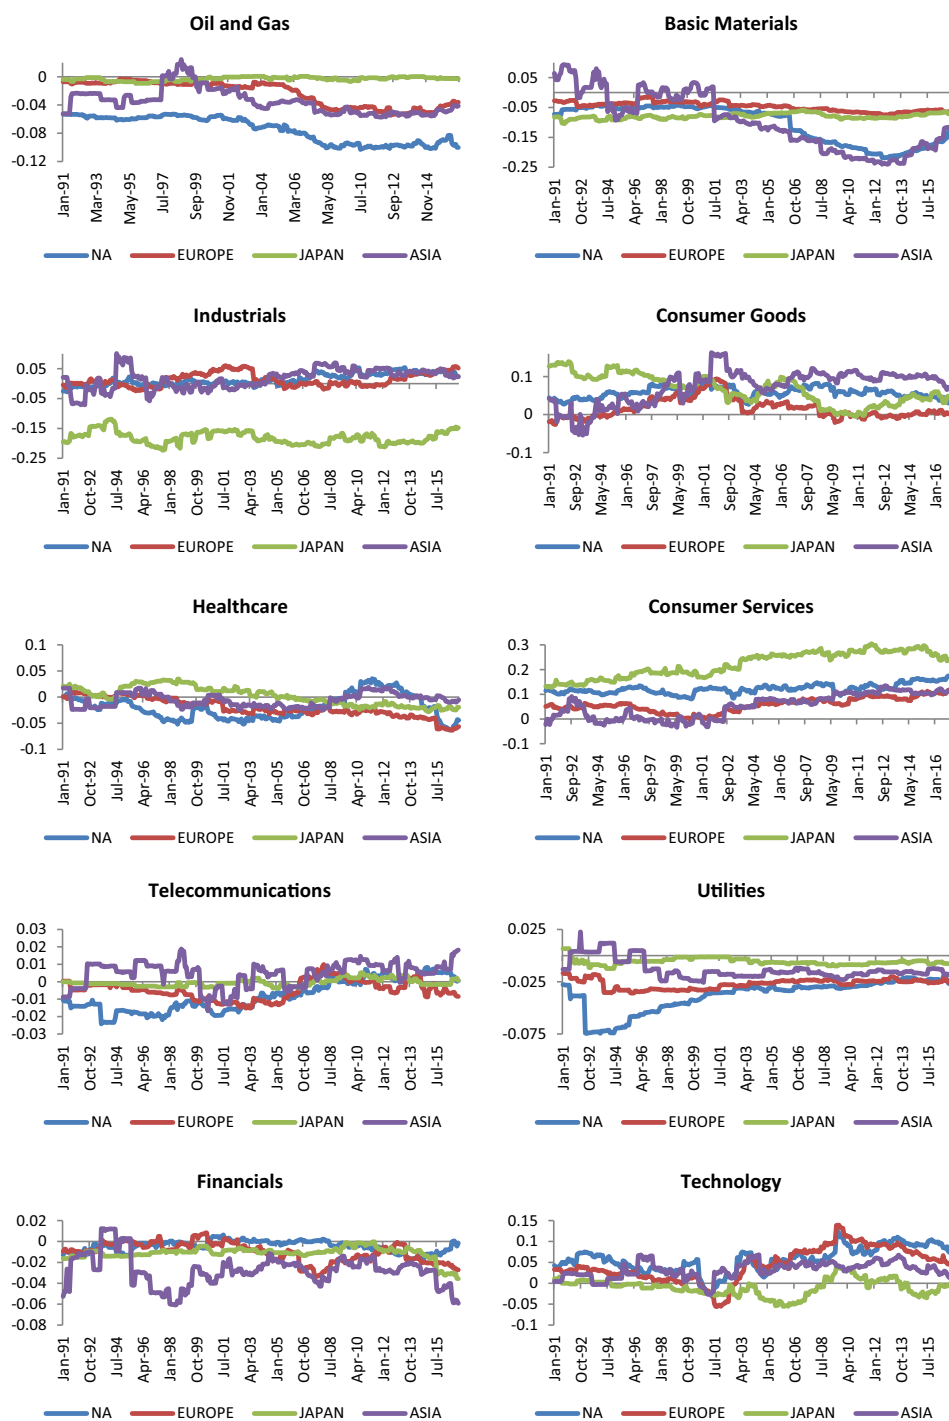 Oil and Gas
0
-0.04
-0.08
-0.12
Jan-91 Mar-93 May-95 Jul-97 Sep-99 Nov-01 Jan-04 Mar-06 May-08 Jul-10 Sep-12 Nov-14
NA EUROPE JAPAN ASIA
Basic Materials
0.05
-0.05
-0.15
-0.25
Jan-91 Oct-92 Jul-94 Apr-96 Jan-98 Oct-99 Jul-01 Apr-03 Jan-05 Oct-06 Jul-08 Apr-10 Jan-12 Oct-13 Jul-15
NA EUROPE JAPAN ASIA
Industrials
0.05
-0.05
-0.15
-0.25
Jan-91 Oct-92 Jul-94 Apr-96 Jan-98 Oct-99 Jul-01 Apr-03 Jan-05 Oct-06 Jul-08 Apr-10 Jan-12 Oct-13 Jul-15
NA EUROPE JAPAN ASIA
Consumer Goods
0.1
0
-0.1
Jan-91 Sep-92 May-94 Jan-96 Sep-97 May-99 Jan-01 Sep-02 May-04 Jan-06 Sep-07 May-09 Jan-11 Sep-12 May-14 Jan-16
NA EUROPE JAPAN ASIA
Healthcare
0.1
0.05
0
-0.05
-0.1
Jan-91 Oct-92 Jul-94 Apr-96 Jan-98 Oct-99 Jul-01 Apr-03 Jan-05 Oct-06 Jul-08 Apr-10 Jan-12 Oct-13 Jul-15
NA EUROPE JAPAN ASIA
Consumer Services
0.3
0.2
0.1
0
-0.1
Jan-91 Sep-92 May-94 Jan-96 Sep-97 May-99 Jan-01 Sep-02 May-04 Jan-06 Sep-07 May-09 Jan-11 Sep-12 May-14 Jan-16
NA EUROPE JAPAN ASIA
Telecommunications
0.03
0.02
0.01
0
-0.01
-0.02
-0.03
Jan-91 Oct-92 Jul-94 Apr-96 Jan-98 Oct-99 Jul-01 Apr-03 Jan-05 Oct-06 Jul-08 Apr-10 Jan-12 Oct-13 Jul-15
NA EUROPE JAPAN ASIA
Utilities
0.025
-0.025
-0.075
Jan-91 Oct-92 Jul-94 Apr-96 Jan-98 Oct-99 Jul-01 Apr-03 Jan-05 Oct-06 Jul-08 Apr-10 Jan-12 Oct-13 Jul-15
NA EUROPE JAPAN ASIA
Financials
0.02
0
-0.02
-0.04
-0.06
-0.08
Jan-91 Oct-92 Jul-94 Apr-96 Jan-98 Oct-99 Jul-01 Apr-03 Jan-05 Oct-06 Jul-08 Apr-10 Jan-12 Oct-13 Jul-15
NA EUROPE JAPAN ASIA
Technology
0.15
0.1
0.05
0
-0.05
-0.1
Jan-91 Oct-92 Jul-94 Apr-96 Jan-98 Oct-99 Jul-01 Apr-03 Jan-05 Oct-06 Jul-08 Apr-10 Jan-12 Oct-13 Jul-15
NA EUROPE JAPAN ASIA